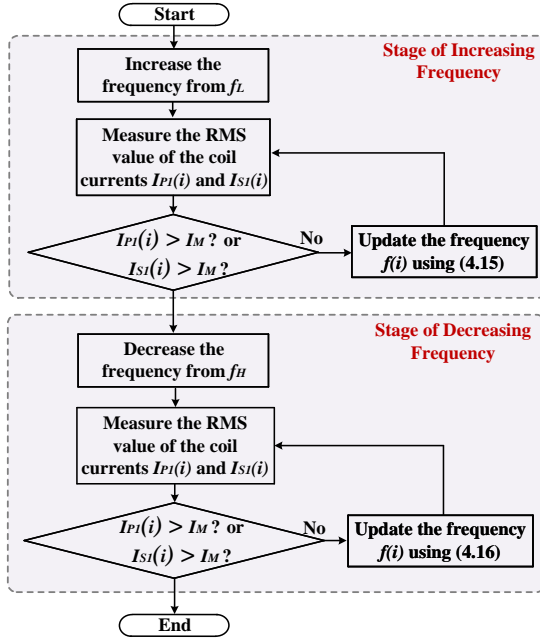 Start
Stage of Increasing
Frequency
Increase the
frequency from fL
Measure the RMS
value of the coil
currents IP1(i) and IS1(i)
IP1(i) > IM ? or
IS1(i) > IM ?
No
Update the frequency
f(i) using (4.15)
Stage of Decreasing
Frequency
Decrease the
frequency from fH
Measure the RMS
value of the coil
currents IP1(i) and IS1(i)
IP1(i) > IM ? or
IS1(i) > IM ?
No
Update the frequency
f(i) using (4.16)
End